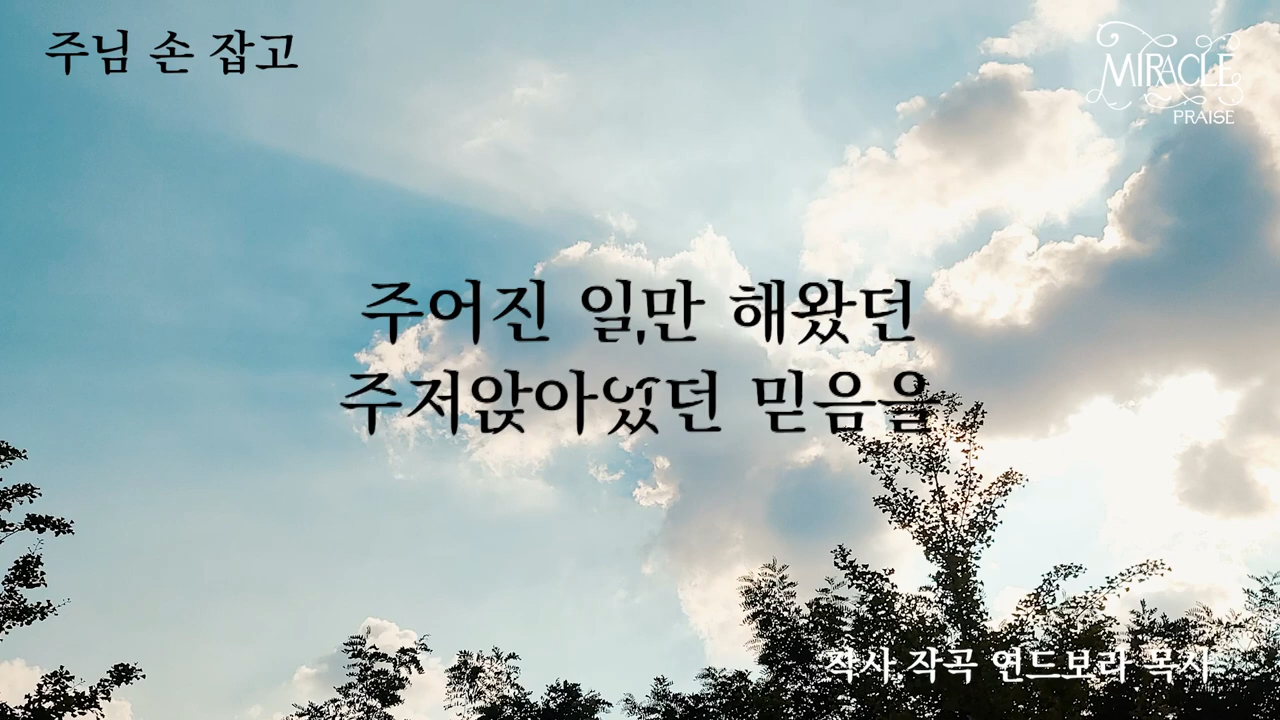 주님 손 잡고
MIRACLE
PRAISE
주어진 일만 해왔던
주저앉아있던 믿음을
작사 작곡 연드보라 목사